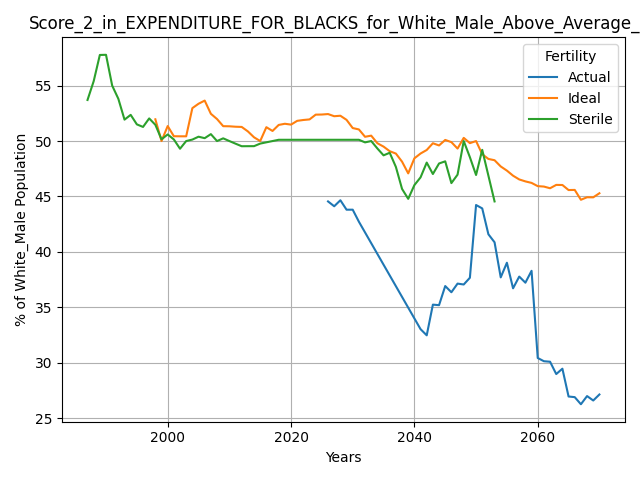 Score_2_in_EXPENDITURE_FOR_BLACKS_for_White_Male_Above_Average_
Fertility
Actual
Ideal
Sterile
% of White_Male Population
55
50
45
40
35
30
25
2000 2020 2040 2060
Years